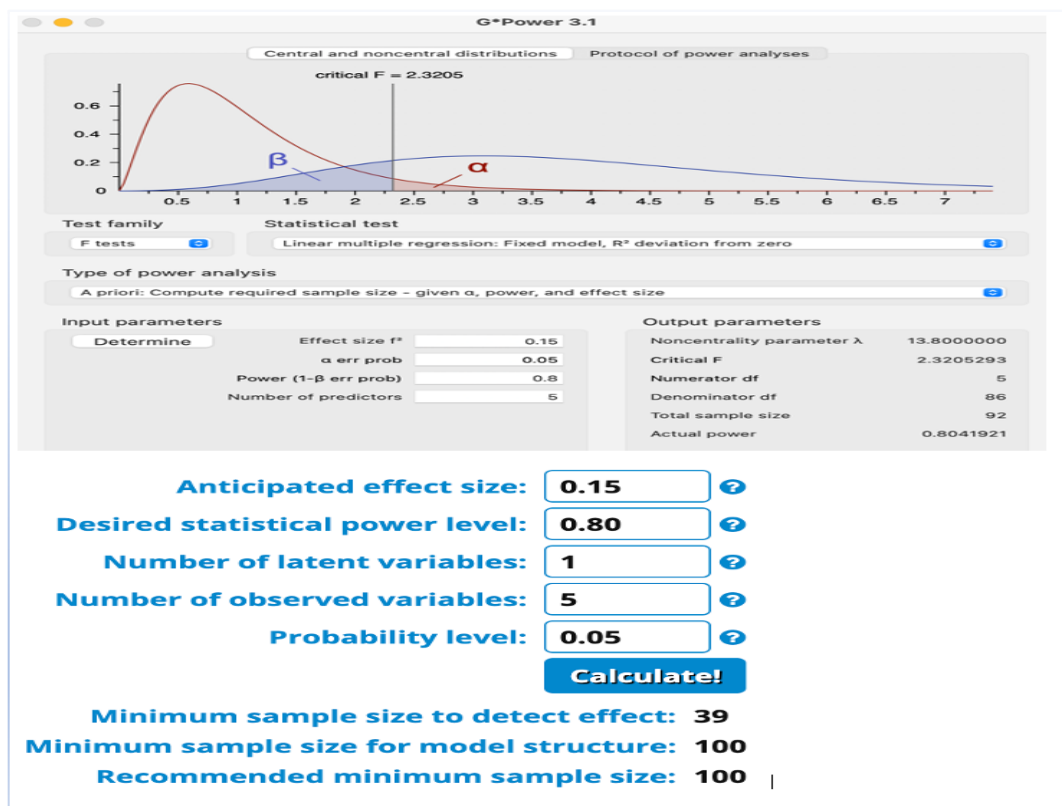 G*Power 3.1
Central and noncentral distributions Protocol of power analyses
critical F = 2.3205
0.6
0.4
β α
0.2
0
0.5 1 1.5 2 2.5 3 3.5 4 4.5 5 5.5 6 6.5 7
Test family Statistical test
F tests Linear multiple regression: Fixed model, R² deviation from zero
Type of power analysis
A priori: Compute required sample size – given α, power, and effect size
Input parameters Output parameters
Determine Effect size f² 0.15 Noncentrality parameter λ 13.8000000
α err prob 0.05 Critical F 2.3205293
Power (1-β err prob) 0.8 Numerator df 5
Number of predictors 5 Denominator df 86
Total sample size 92
Actual power 0.8041921
Anticipated effect size: 0.15 ?
Desired statistical power level: 0.80 ?
Number of latent variables: 1 ?
Number of observed variables: 5 ?
Probability level: 0.05 ?
Calculate!
Minimum sample size to detect effect: 39
Minimum sample size for model structure: 100
Recommended minimum sample size: 100